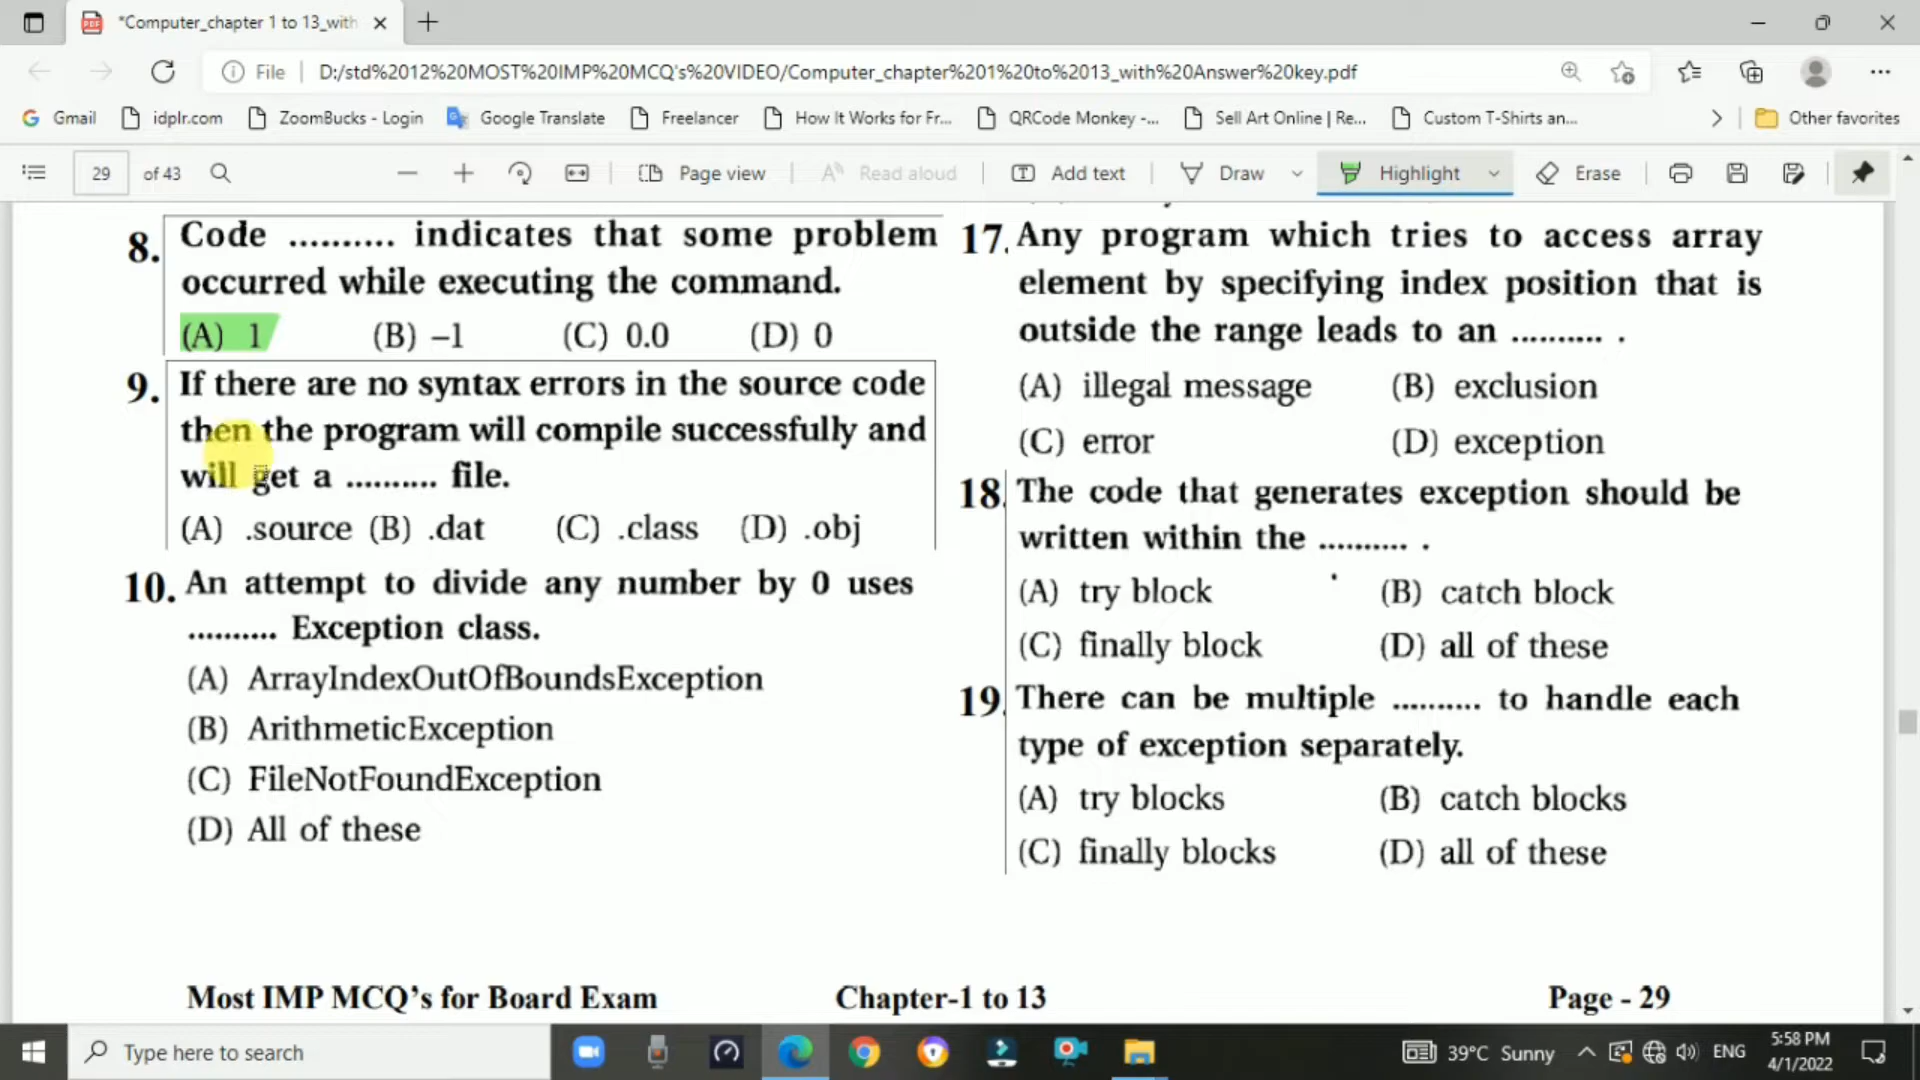 *Computer_chapter 1 to 13_with
File
D:/std%2012%20MOST%20IMP%20MCQ's%20VIDEO/Computer_chapter%201%20to%2013_with%20Answer%20key.pdf
Gmail
idplr.com
ZoomBucks - Login
Google Translate
Freelancer
How It Works for Fr...
QRCode Monkey -...
Sell Art Online | Re...
Custom T-Shirts an...
Other favorites
29 of 43
Page view
Read aloud
Add text
Draw
Highlight
Erase
8. Code .......... indicates that some problem
occurred while executing the command.
(A) 1 (B) –1 (C) 0.0 (D) 0
9. If there are no syntax errors in the source code
then the program will compile successfully and
will get a .......... file.
(A) .source (B) .dat (C) .class (D) .obj
10. An attempt to divide any number by 0 uses
.......... Exception class.
(A) ArrayIndexOutOfBoundsException
(B) ArithmeticException
(C) FileNotFoundException
(D) All of these
17. Any program which tries to access array
element by specifying index position that is
outside the range leads to an .......... .
(A) illegal message (B) exclusion
(C) error (D) exception
18. The code that generates exception should be
written within the .......... .
(A) try block (B) catch block
(C) finally block (D) all of these
19. There can be multiple .......... to handle each
type of exception separately.
(A) try blocks (B) catch blocks
(C) finally blocks (D) all of these
Most IMP MCQ's for Board Exam Chapter-1 to 13 Page - 29
Type here to search
39°C Sunny
ENG
5:58 PM
4/1/2022